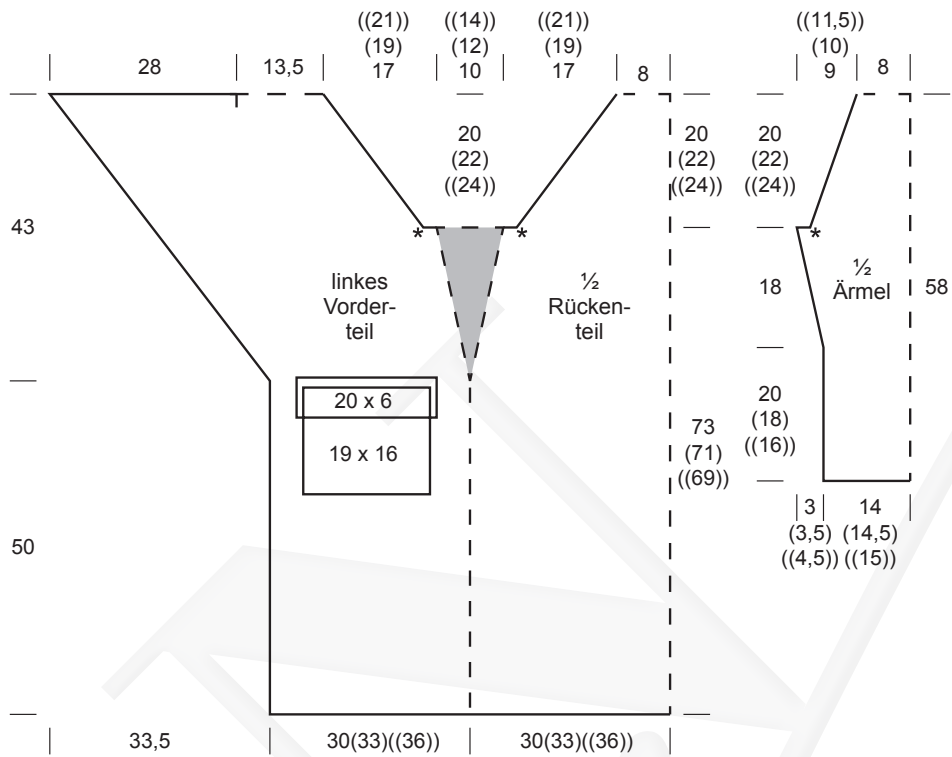 ((21)) ((14)) ((21)) ((11,5))
(19) (12) (19) (10)
28 13,5 17 10 17 8 9 8
20 20 20
(22) (22) (22)
((24)) ((24)) ((24))
43
* * *
linkes
Vorder-
teil
½
Rücken-
teil
18
½
Ärmel
58
20 x 6
19 x 16
73
(71)
((69))
20
(18)
((16))
3 14
(3,5) (14,5)
((4,5)) ((15))
50
33,5 30(33)((36)) 30(33)((36))